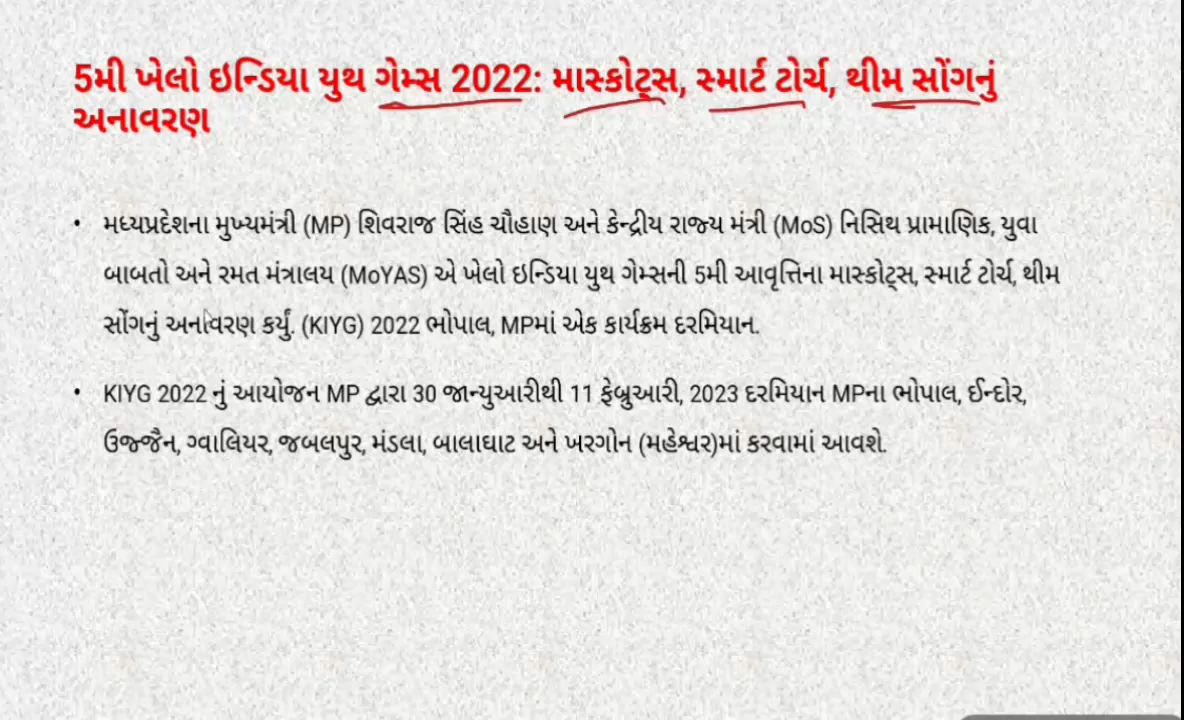 5મી ખેલો ઇન્ડિયા યુથ ગેમ્સ 2022: માસ્કોટ્સ, સ્માર્ટ ટોર્ચ, થીમ સોંગનું
અનાવરણ
• મધ્યપ્રદેશના મુખ્યમંત્રી (MP) શિવરાજ સિંહ ચૌહાણ અને કેન્દ્રીય રાજ્ય મંત્રી (MoS) નિસિથ પ્રામાણિક, યુવા
બાબતો અને રમત મંત્રાલય (MoYAS) એ ખેલો ઇન્ડિયા યુથ ગેમ્સની 5મી આવૃત્તિના માસ્કોટ્સ, સ્માર્ટ ટોર્ચ, થીમ
સોંગનું અનાવરણ કર્યું. (KIYG) 2022 ભોપાલ, MPમાં એક કાર્યક્રમ દરમિયાન.
• KIYG 2022 નું આયોજન MP દ્વારા 30 જાન્યુઆરીથી 11 ફેબ્રુઆરી, 2023 દરમિયાન MPના ભોપાલ, ઈન્દોર,
ઉજ્જૈન, ગ્વાલિયર, જબલપુર, મંડલા, બાલાઘાટ અને ખરગોન (મહેશ્વર)માં કરવામાં આવશે.